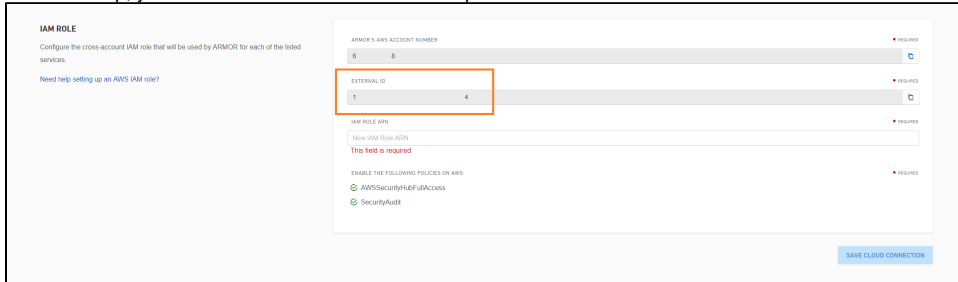 IAM ROLE
Configure the cross-account IAM role that will be used by ARMOR for each of the listed
services.
Need help setting up an AWS IAM role?
ARMOR'S AWS ACCOUNT NUMBER
REQUIRED
6 8
EXTERNAL ID
REQUIRED
1 4
IAM ROLE ARN
REQUIRED
New IAM Role ARN
This field is required
ENABLE THE FOLLOWING POLICIES ON AWS:
REQUIRED
AWSSecurityHubFullAccess
SecurityAudit
SAVE CLOUD CONNECTION